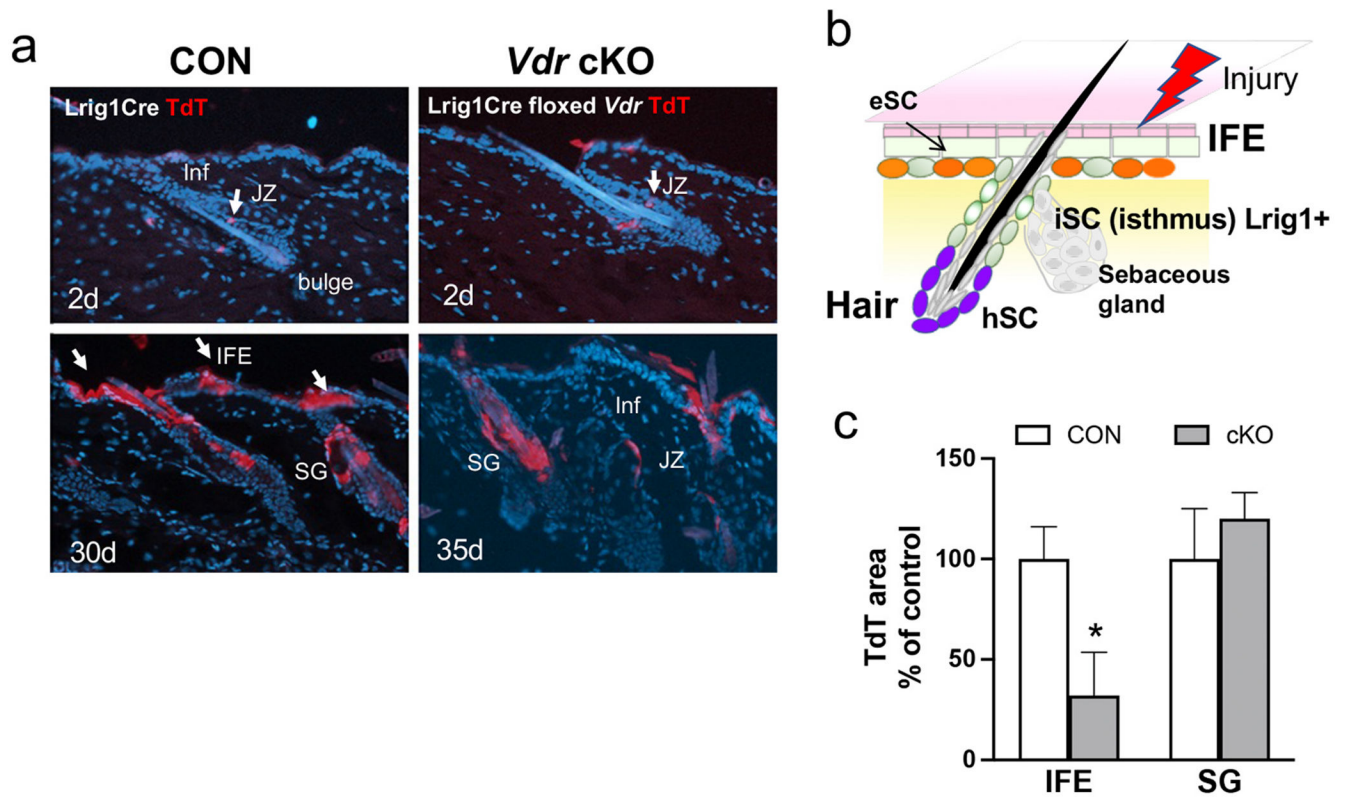 a
CON
Vdr cKO
Lrig1Cre TdT
Inf
JZ
bulge
2d
Lrig1Cre floxed Vdr TdT
JZ
2d
IFE
SG
30d
Inf
SG
JZ
35d
b
eSC
Injury
IFE
iSC (isthmus) Lrig1+
Sebaceous
gland
Hair
hSC
c
CON
cKO
TdT area
% of control
150
100
50
0
*
IFE
SG